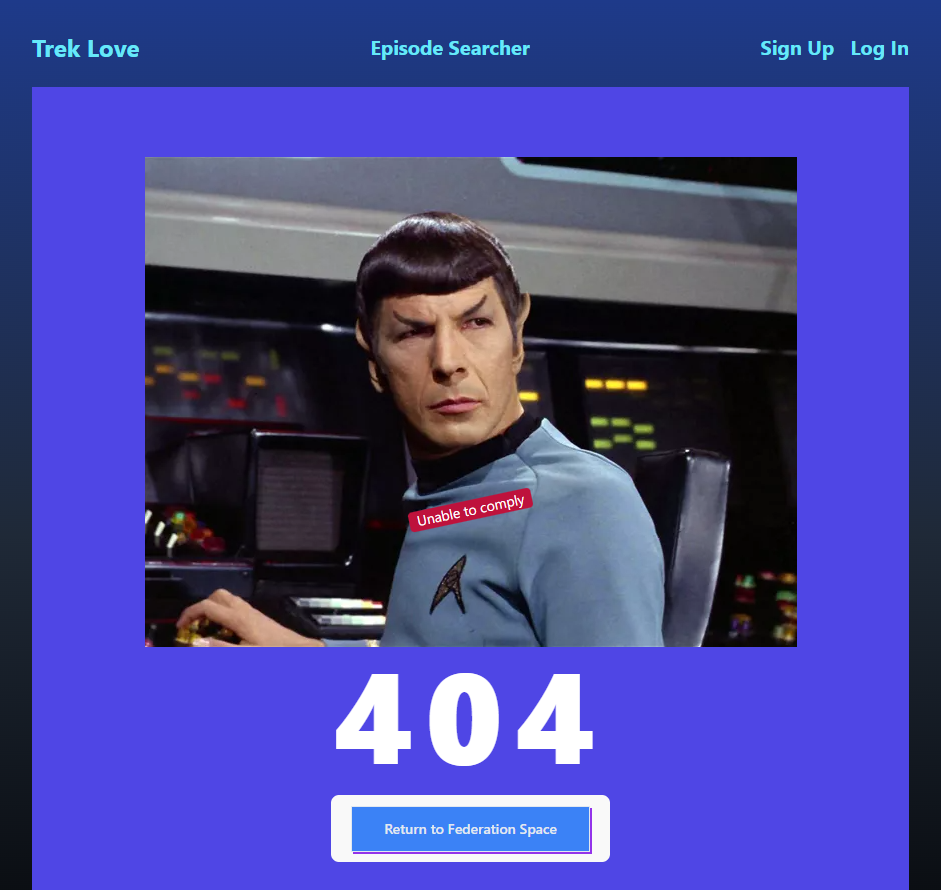 Trek Love
Episode Searcher
Sign Up
Log In
Unable to comply
404
Return to Federation Space